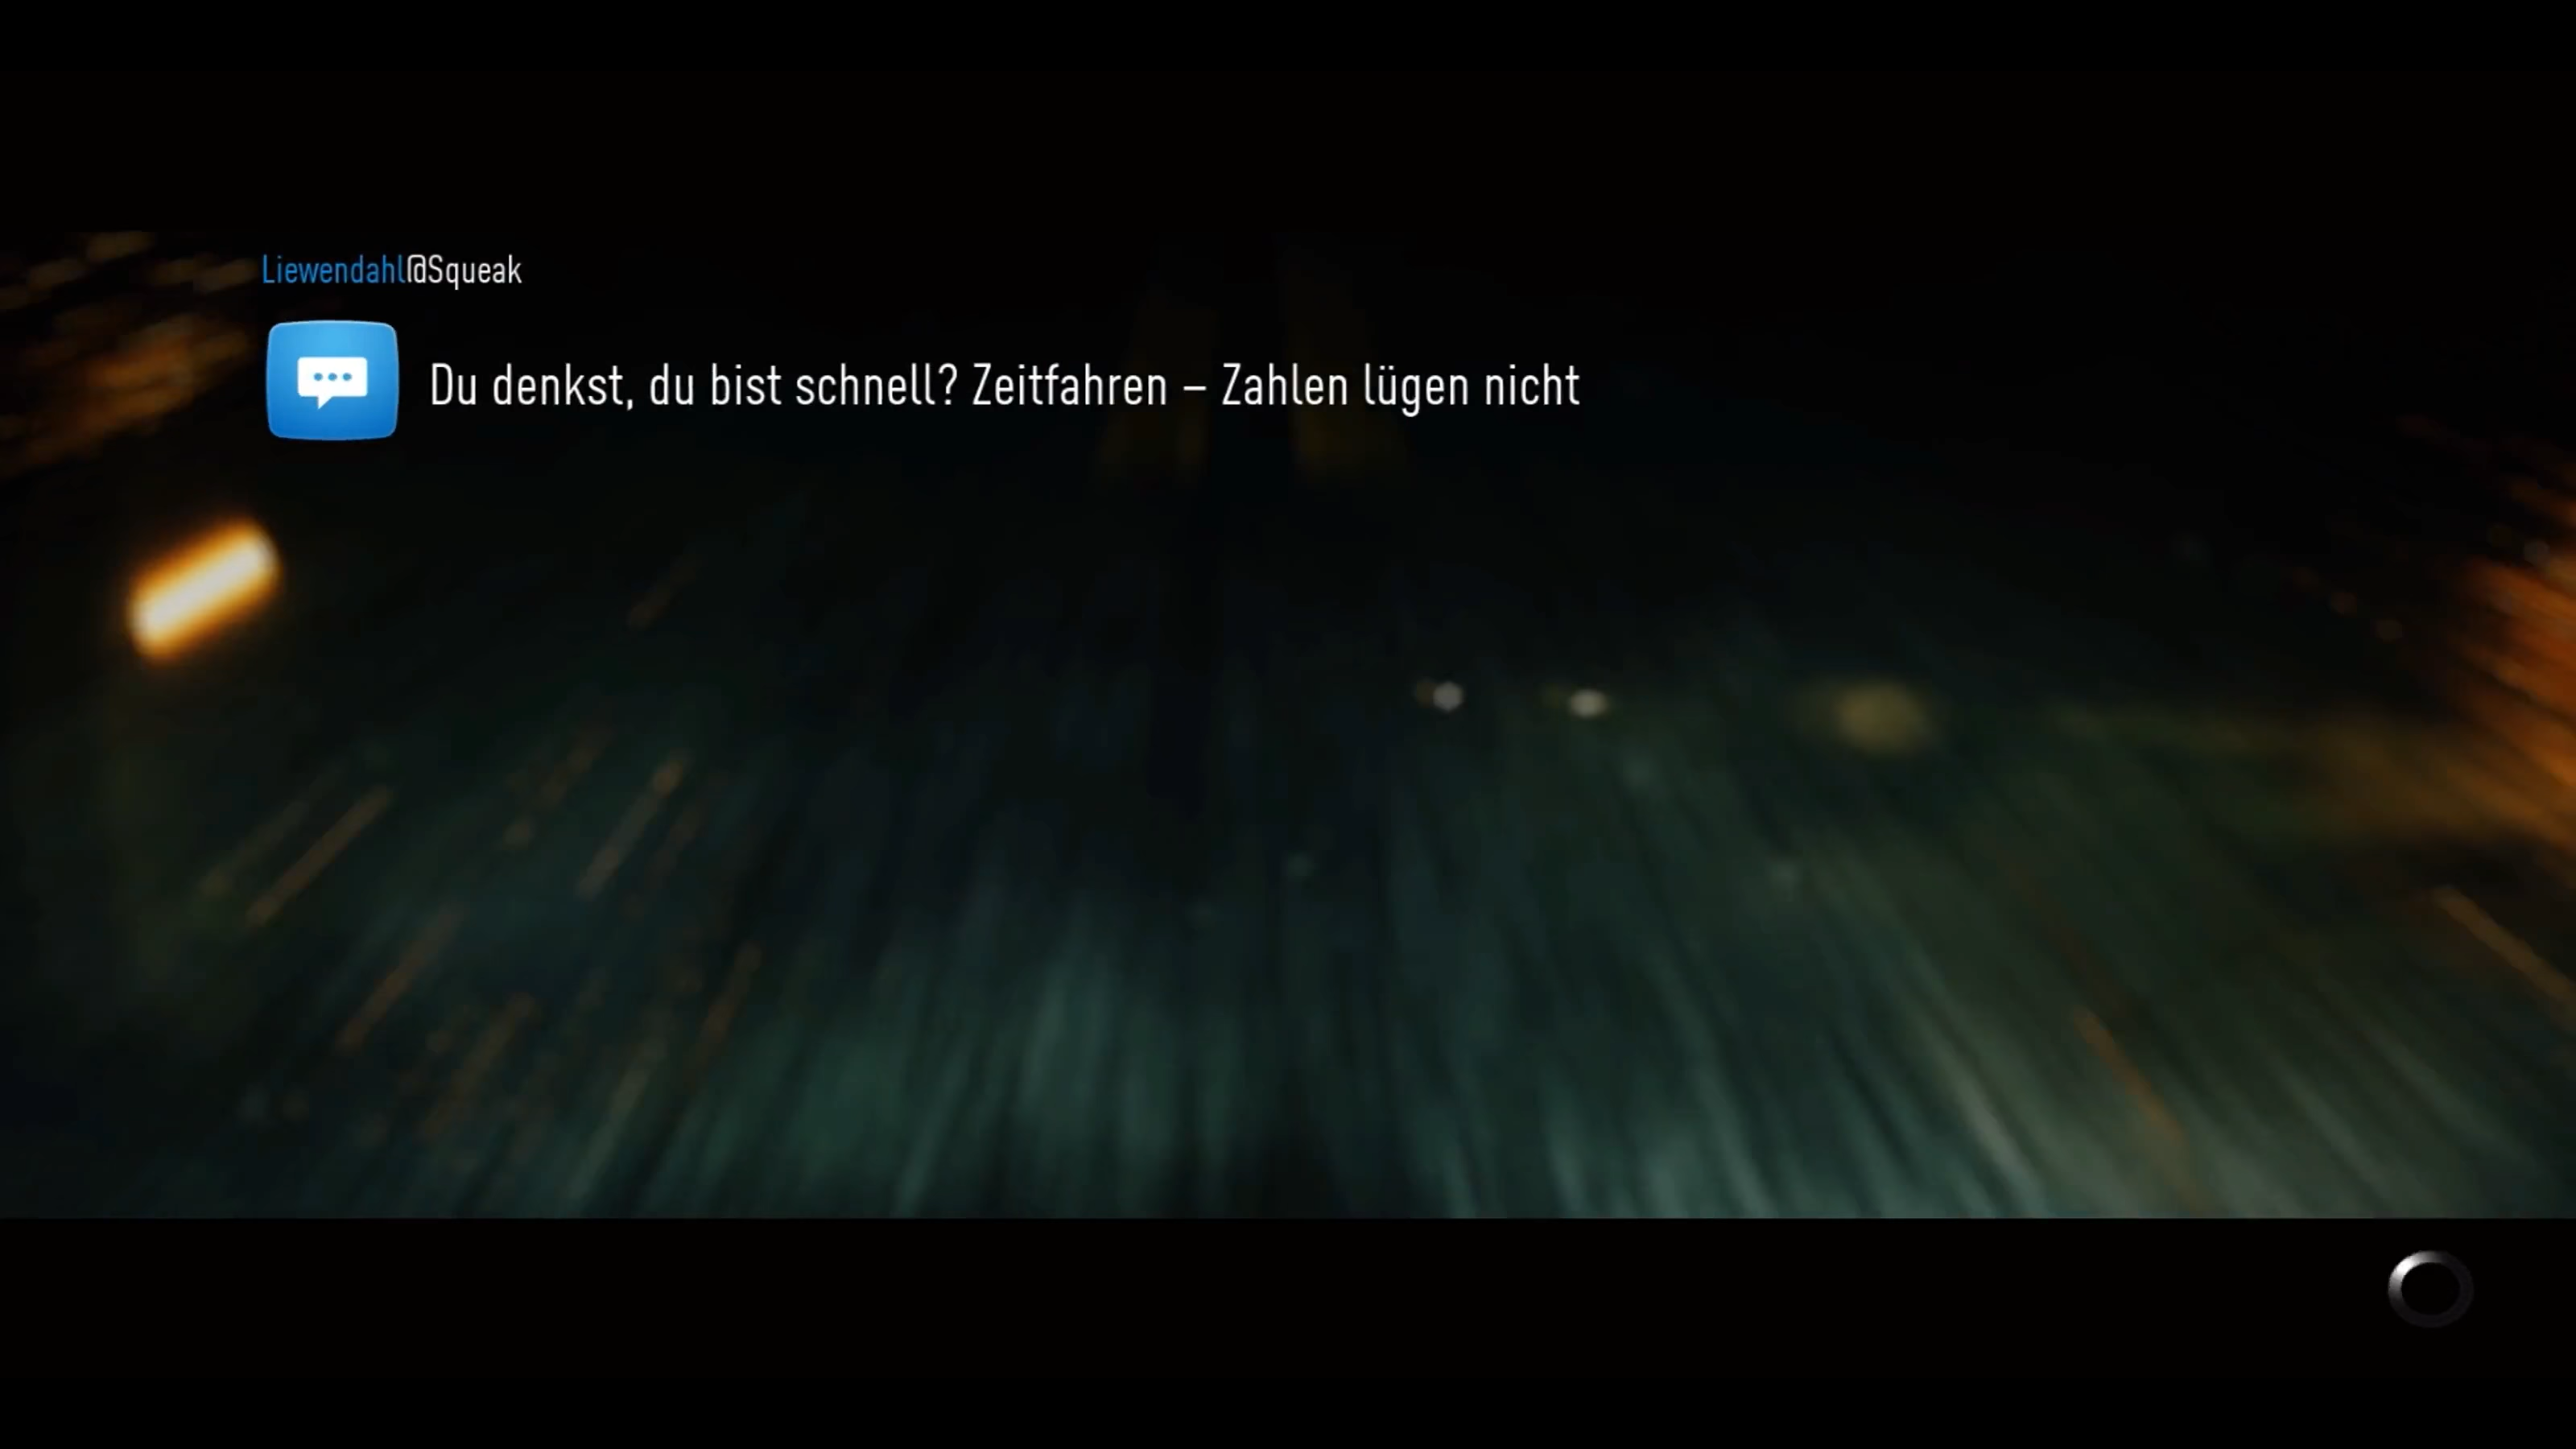 Liewendahl@Squeak
Du denkst, du bist schnell? Zeitfahren – Zahlen lügen nicht